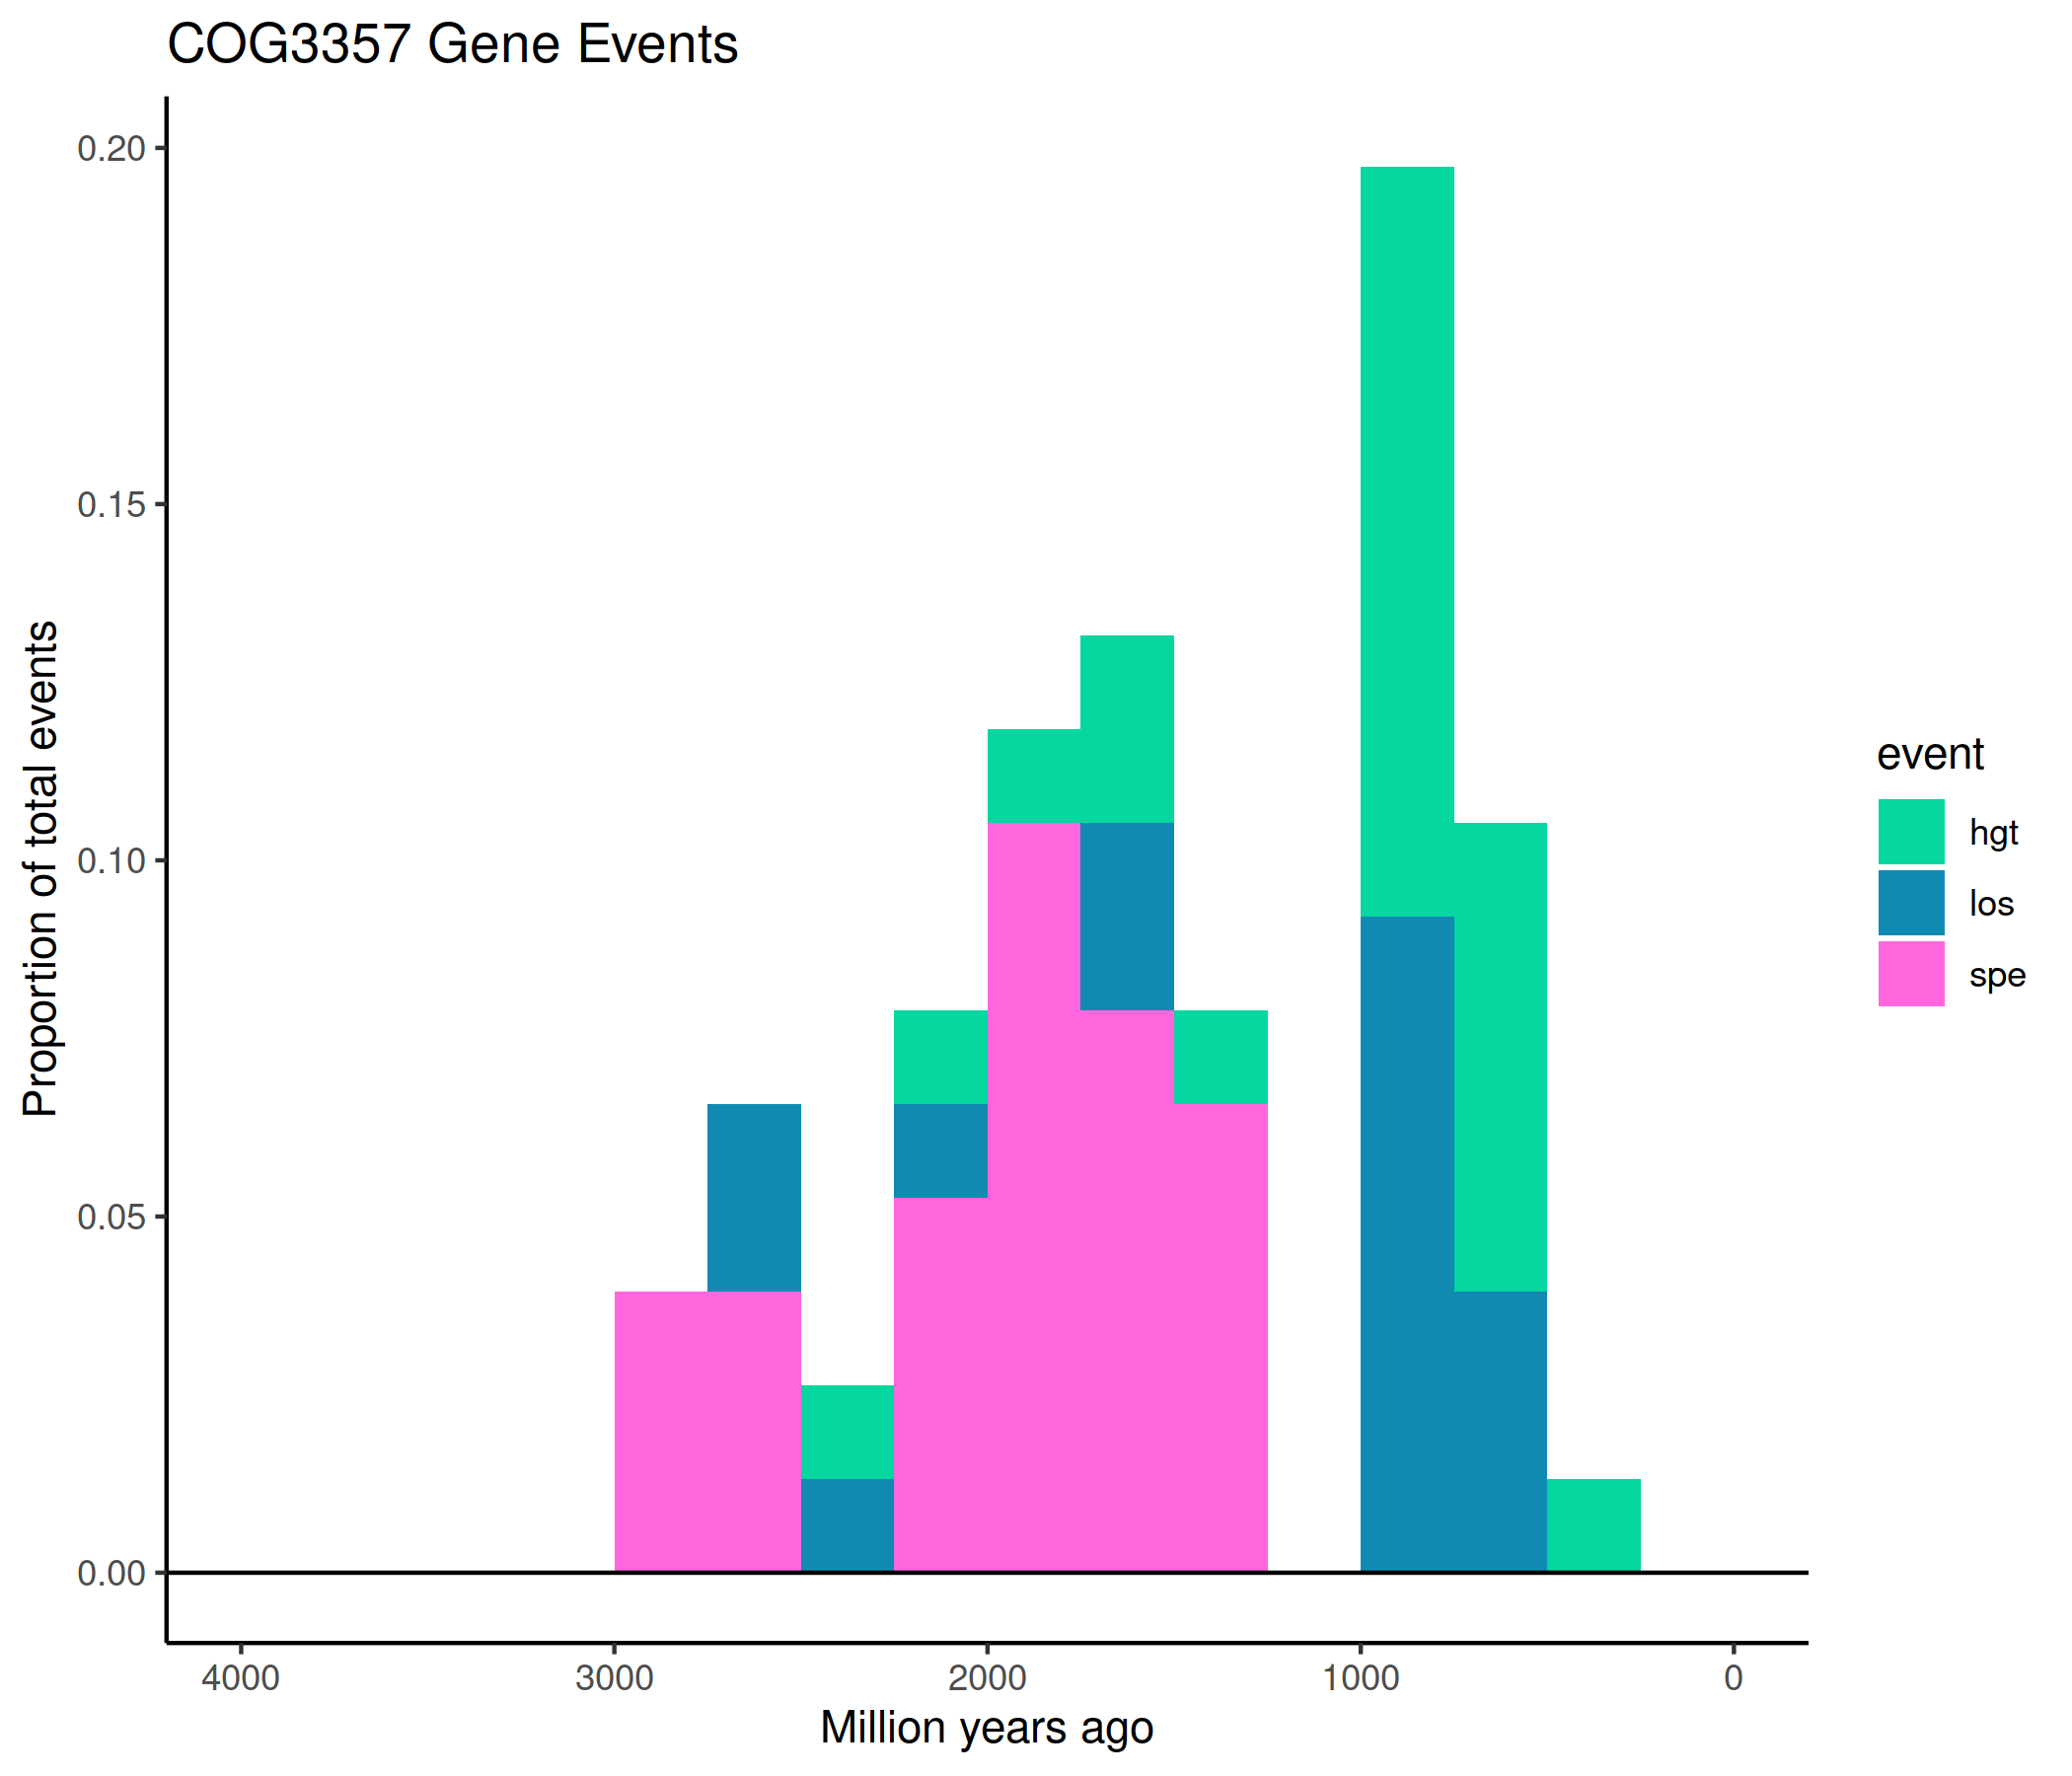 COG3357 Gene Events
Proportion of total events
0.20
0.15
0.10
0.05
0.00
4000 3000 2000 1000 0
Million years ago
event
hgt
los
spe